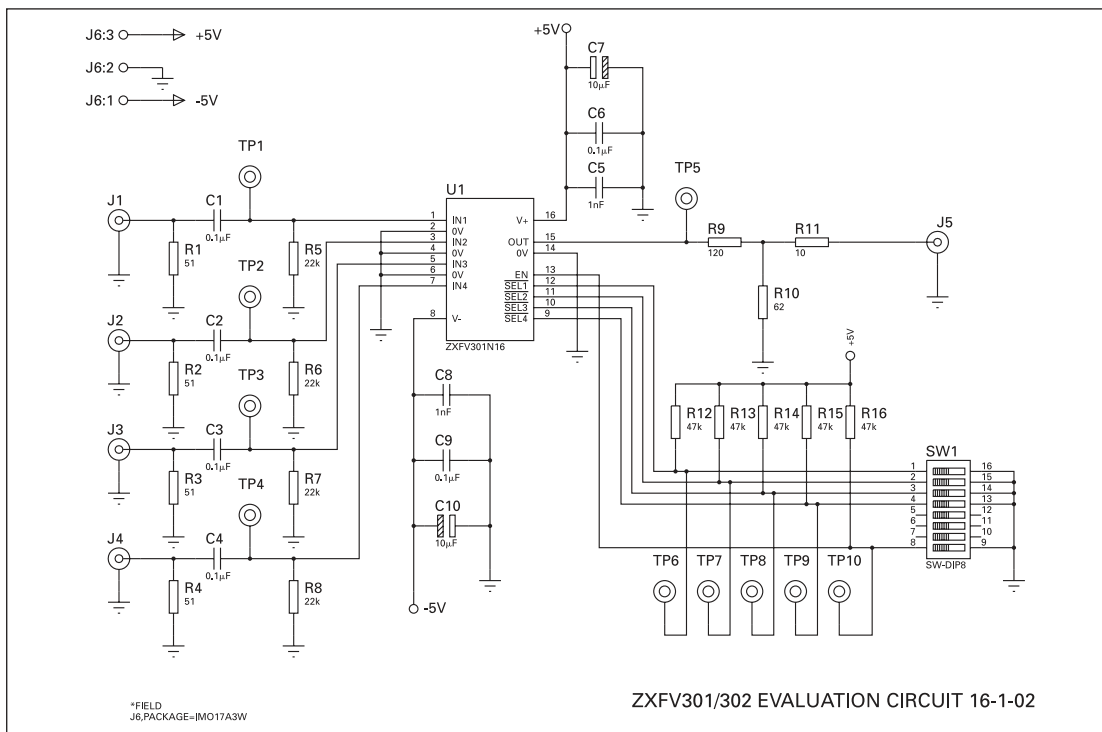 J6:3 +5V
J6:2
J6:1 -5V
+5V
C7
10µF
C6
0.1µF
C5
1nF
TP1
J1
C1
0.1µF
R1
51
R5
22k
TP2
J2
C2
0.1µF
R2
51
R6
22k
TP3
J3
C3
0.1µF
R3
51
R7
22k
TP4
J4
C4
0.1µF
R4
51
R8
22k
U1
1 IN1
2 0V
3 IN2
4 0V
5 IN3
6 0V
7 IN4
8 V-
V+ 16
OUT 15
0V 14
EN 13
SEL1 12
SEL2 11
SEL3 10
SEL4 9
ZXFV301N16
C8
1nF
C9
0.1µF
C10
10µF
-5V
TP5
R9
120
R11
10
J5
R10
62
+5V
R12
47k
R13
47k
R14
47k
R15
47k
R16
47k
SW1
1 16
2 15
3 14
4 13
5 12
6 11
7 10
8 9
SW-DIP8
TP6 TP7 TP8 TP9 TP10
*FIELD
J6,PACKAGE=IMO17A3W
ZXFV301/302 EVALUATION CIRCUIT 16-1-02